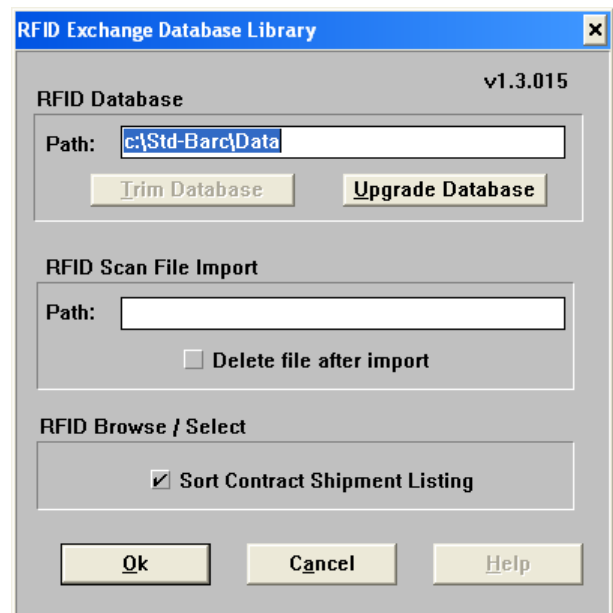 RFID Exchange Database Library
v1.3.015
RFID Database
Path: c:\Std-Barc\Data
Trim Database Upgrade Database
RFID Scan File Import
Path:
Delete file after import
RFID Browse / Select
Sort Contract Shipment Listing
Ok Cancel Help